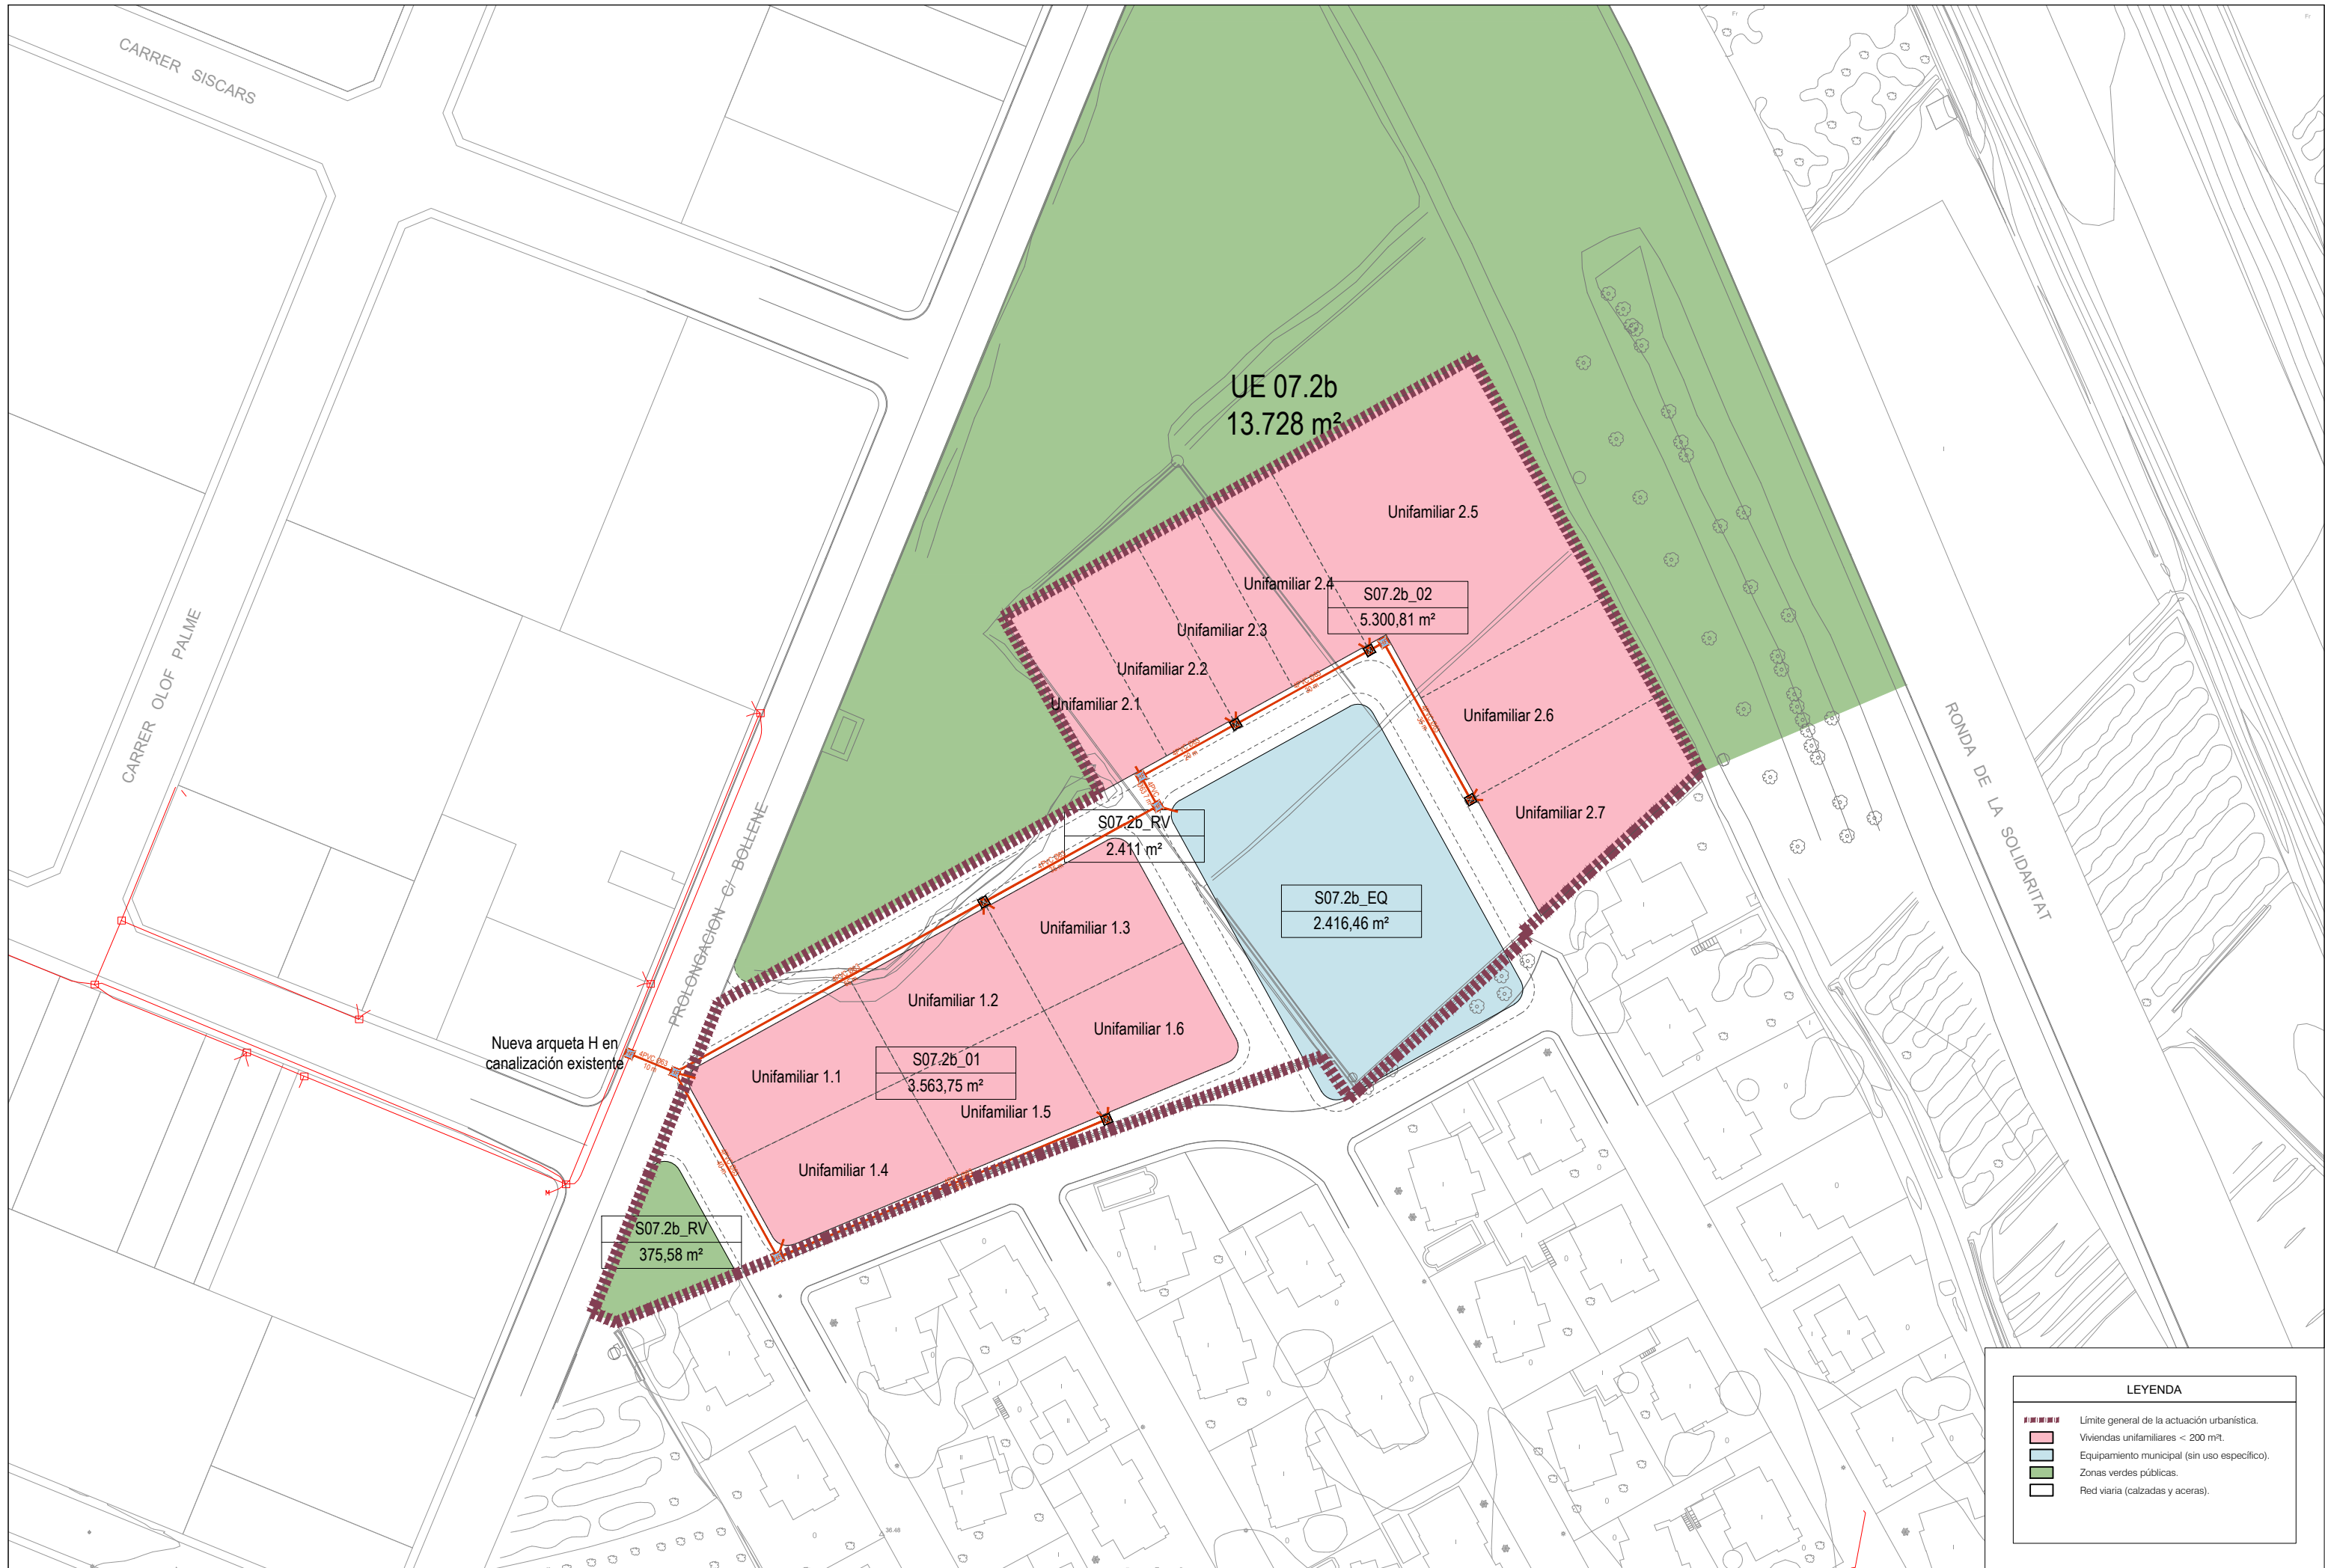 CARRER SISCARS
UE 07.2b
13.728 m²
Unifamiliar 2.5
Unifamiliar 2.4
S07.2b_02
5.300,81 m²
Unifamiliar 2.3
Unifamiliar 2.2
Unifamiliar 2.1
Unifamiliar 2.6
Unifamiliar 2.7
CARRER OLOF PALME
PROLONGACION C/ BOLLENE
RONDA DE LA SOLIDARITAT
S07.2b_RV
2.411 m²
S07.2b_EQ
2.416,46 m²
Unifamiliar 1.3
Unifamiliar 1.2
Unifamiliar 1.6
Nueva arqueta H en
canalización existente
4PVC Ø63
10 m
S07.2b_01
3.563,75 m²
Unifamiliar 1.1
Unifamiliar 1.5
Unifamiliar 1.4
S07.2b_RV
375,58 m²
36.48
LEYENDA
Límite general de la actuación urbanística.
Viviendas unifamiliares < 200 m²t.
Equipamiento municipal (sin uso específico).
Zonas verdes públicas.
Red viaria (calzadas y aceras).